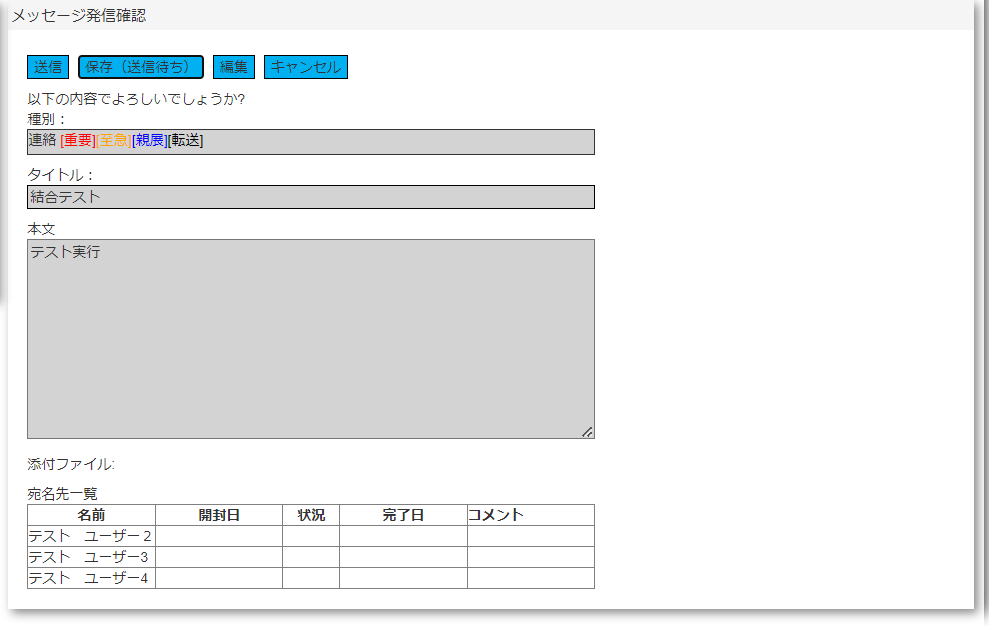 メッセージ発信確認
送信 保存（送信待ち） 編集 キャンセル
以下の内容でよろしいでしょうか?
種別：
連絡 [重要][至急][親展][転送]
タイトル：
結合テスト
本文
テスト実行
添付ファイル:
宛名先一覧
名前 開封日 状況 完了日 コメント
テスト　ユーザー２
テスト　ユーザー3
テスト　ユーザー4